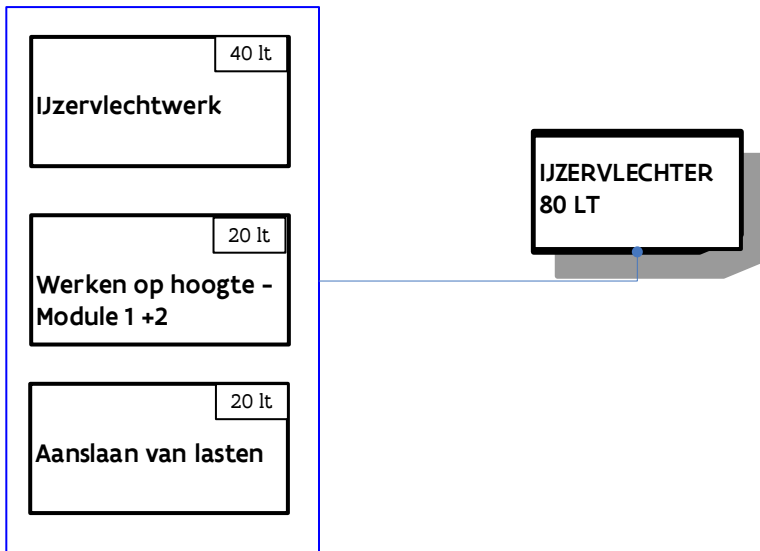 40 lt
IJzervlechtwerk
20 lt
Werken op hoogte -
Module 1 +2
20 lt
Aanslaan van lasten
IJZERVLECHTER
80 LT